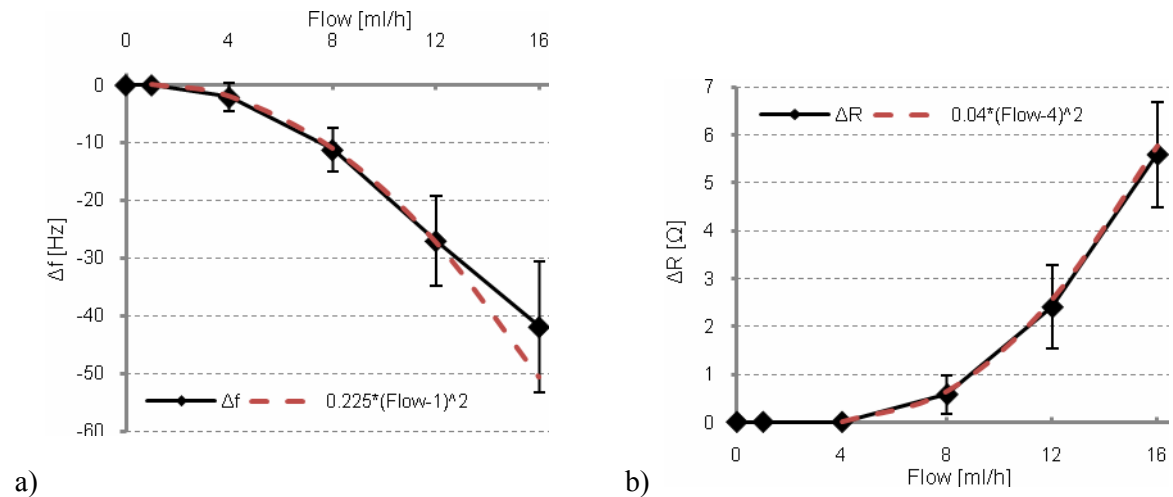 Flow [ml/h]
0 4 8 12 16
0
-10
-20
-30
-40
-50
-60
Δf [Hz]
Δf 0.225*(Flow-1)^2
a)
7
6
5
4
3
2
1
0
ΔR [Ω]
ΔR 0.04*(Flow-4)^2
0 4 8 12 16
Flow [ml/h]
b)